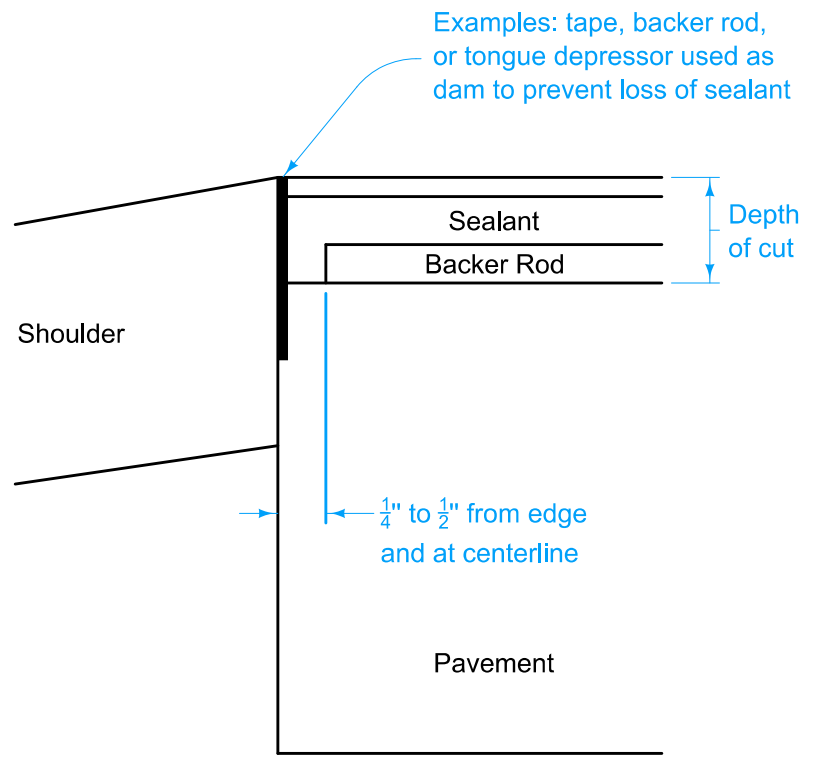 Examples: tape, backer rod,
or tongue depressor used as
dam to prevent loss of sealant
Sealant
Depth
of cut
Backer Rod
Shoulder
1/4" to 1/2" from edge
and at centerline
Pavement